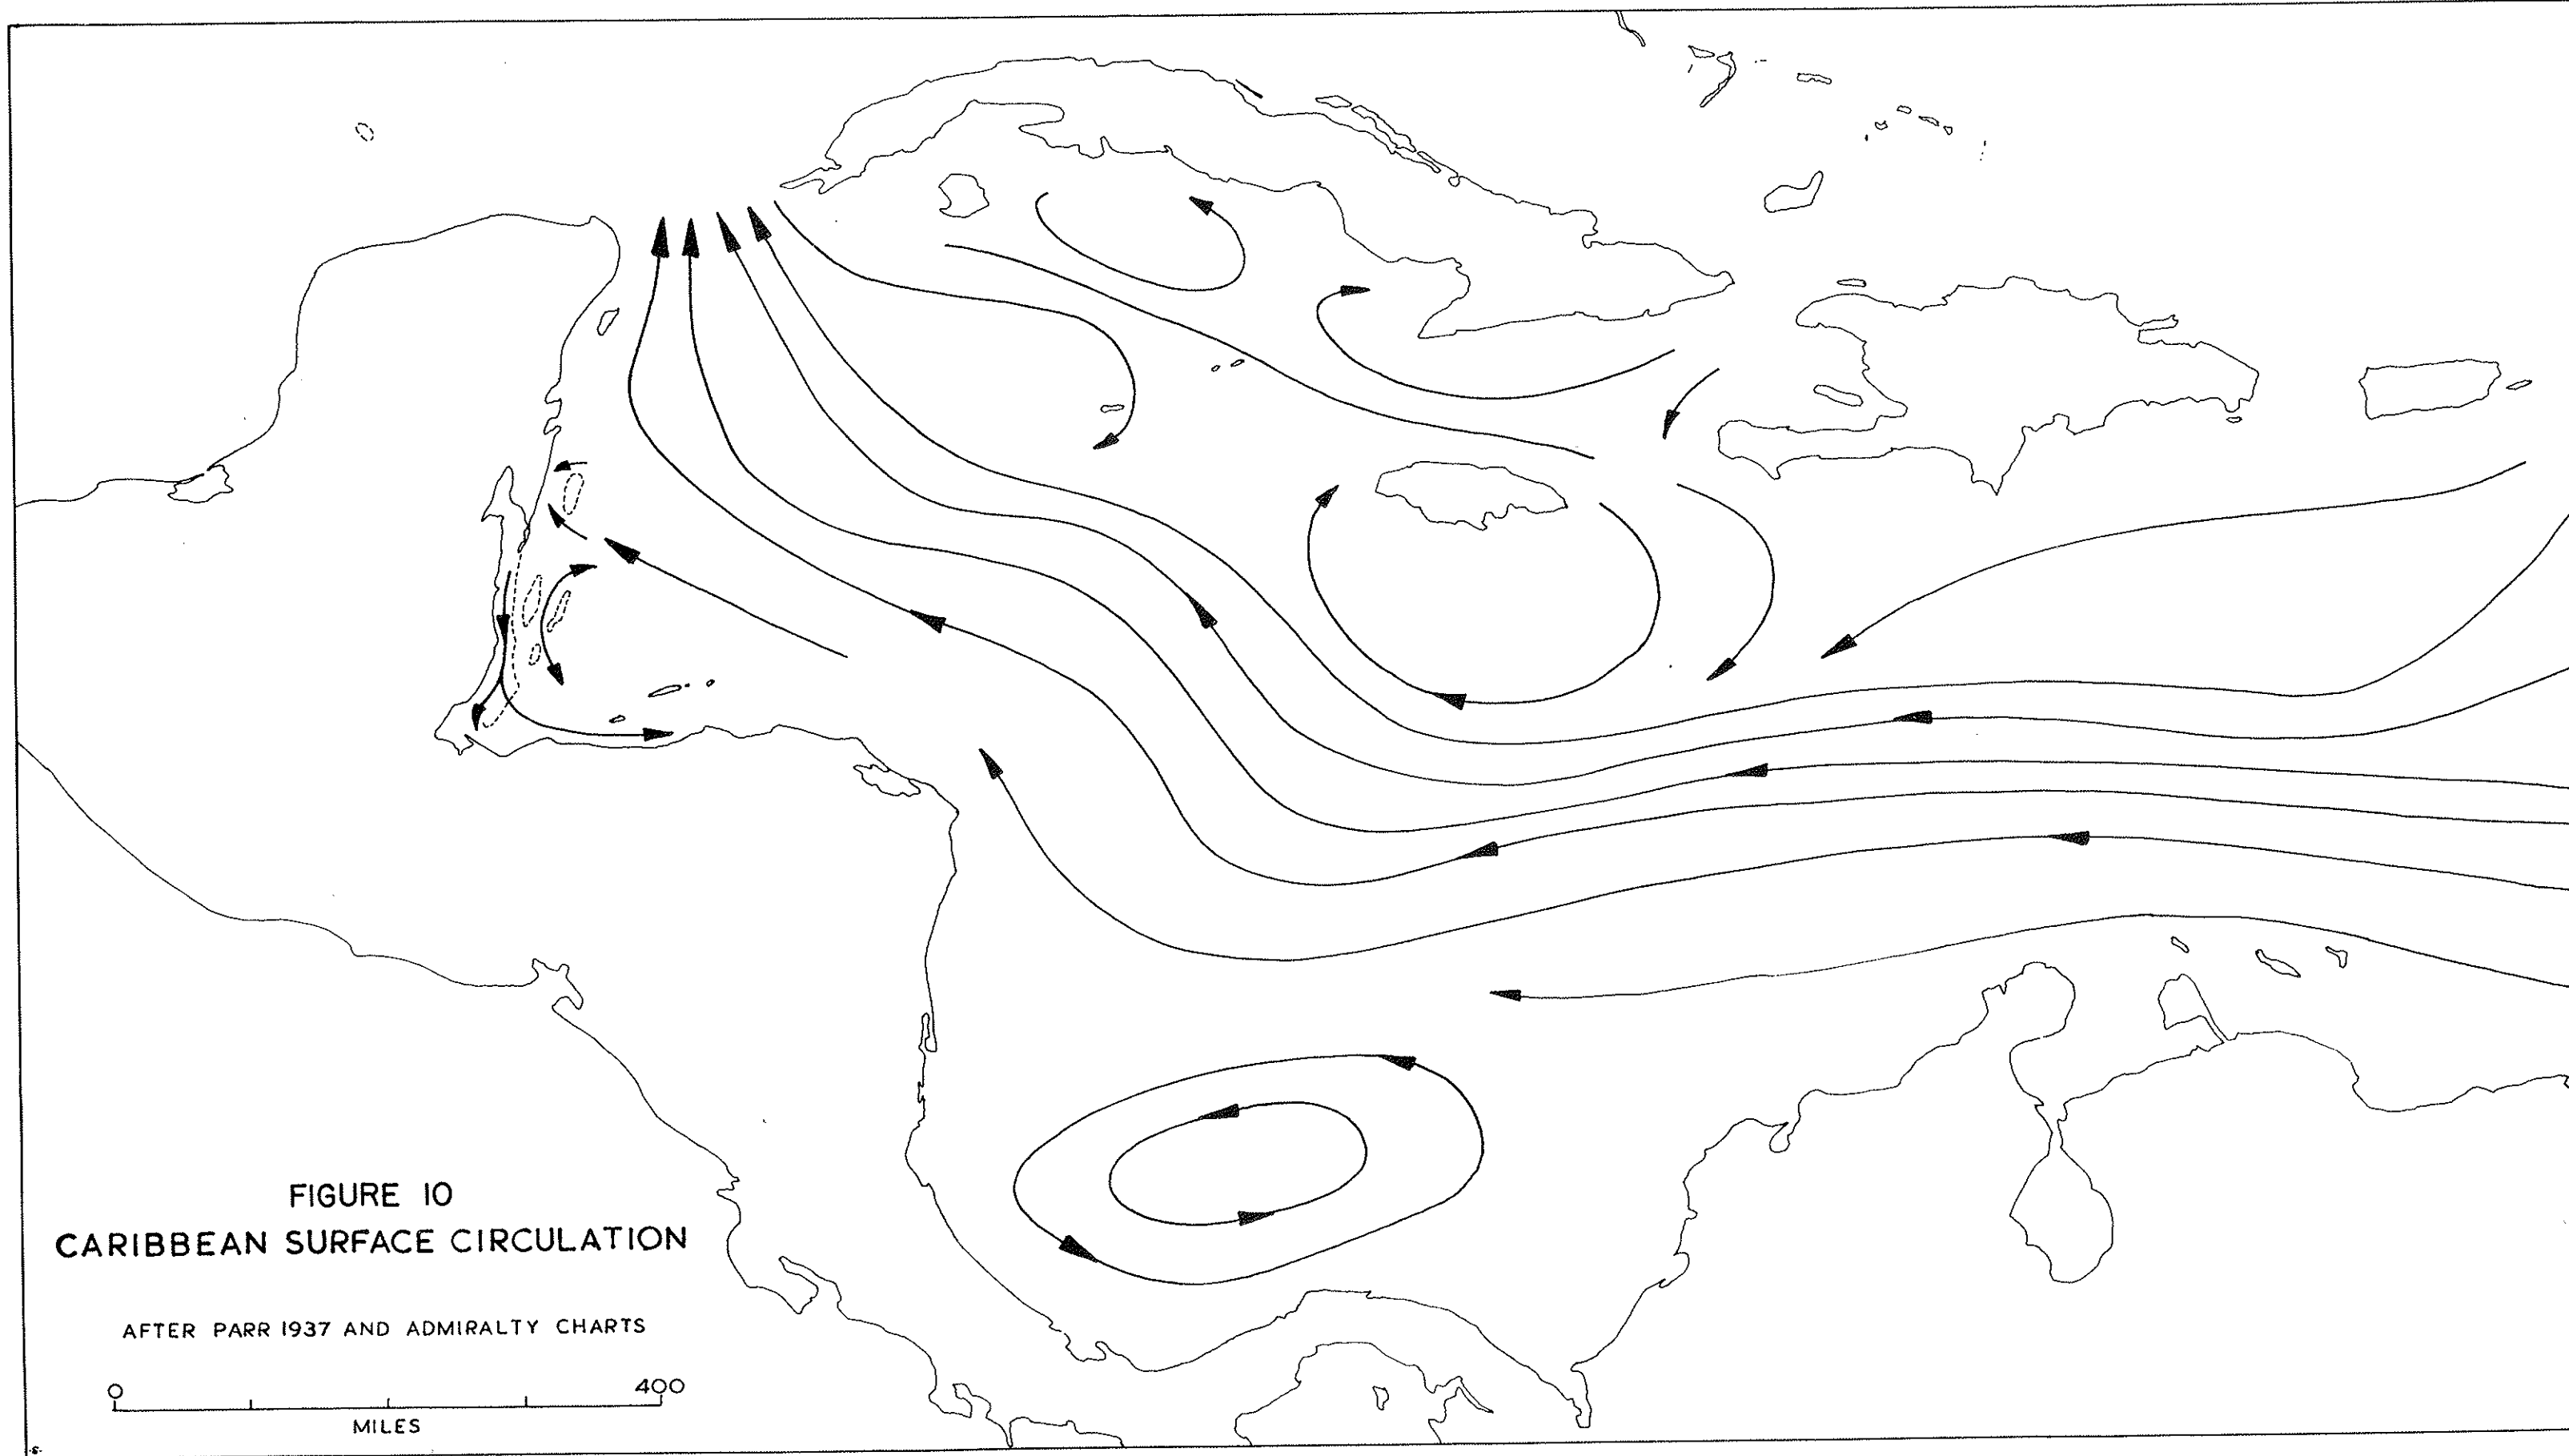 FIGURE 10
CARIBBEAN SURFACE CIRCULATION
AFTER PARR 1937 AND ADMIRALTY CHARTS
0 400
MILES